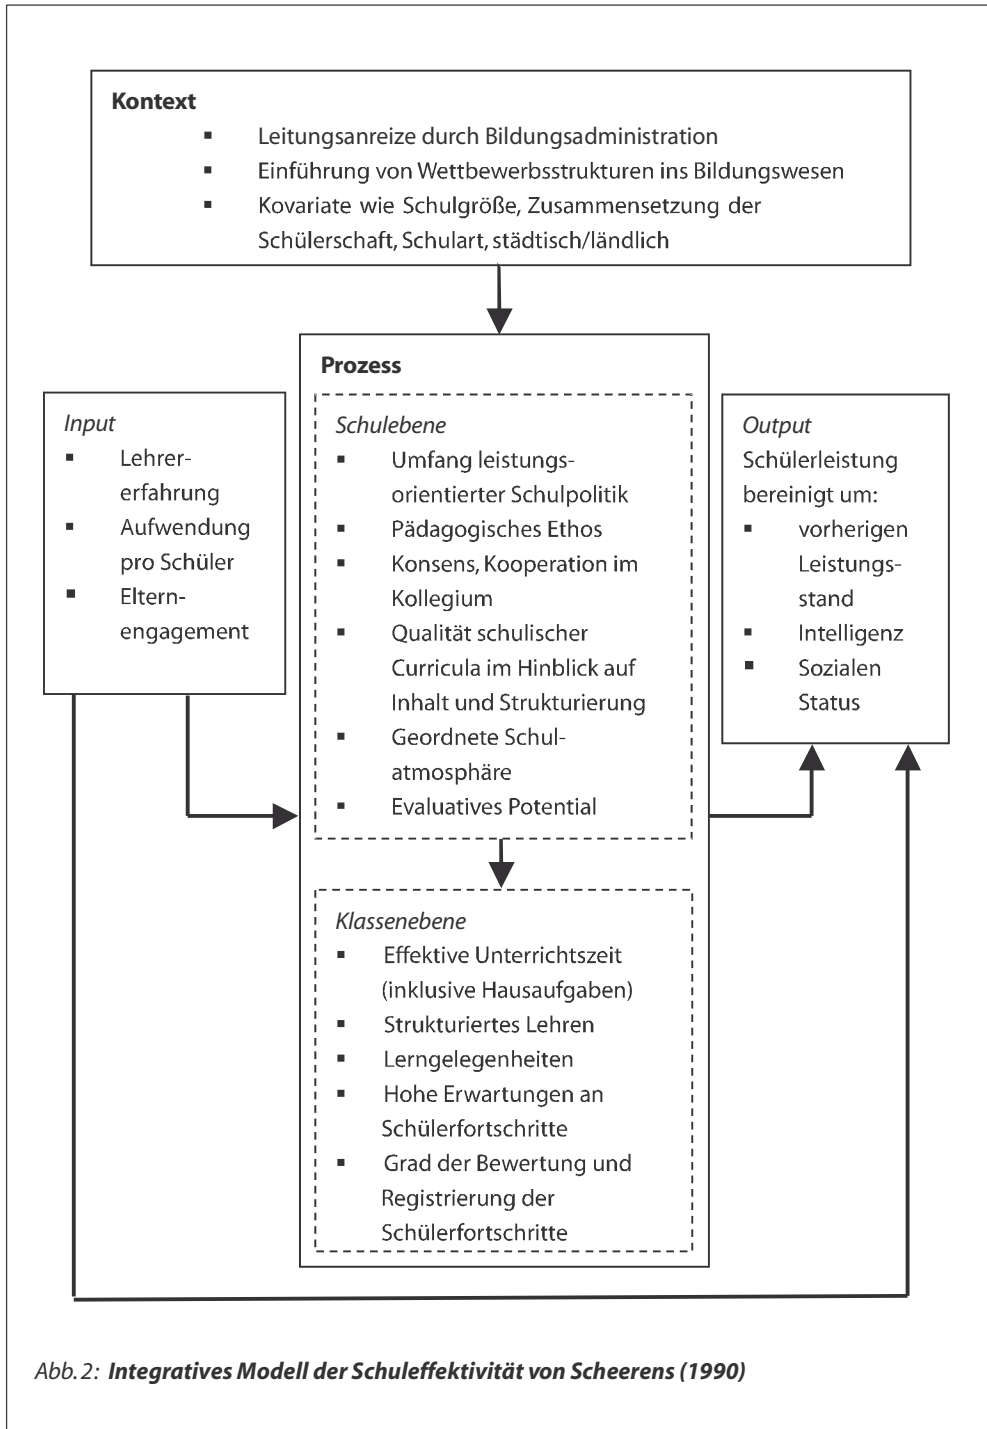 Kontext
▪ Leitungsanreize durch Bildungsadministration
▪ Einführung von Wettbewerbsstrukturen ins Bildungswesen
▪ Kovariate wie Schulgröße, Zusammensetzung der
Schülerschaft, Schulart, städtisch/ländlich
Input
▪ Lehrer-
erfahrung
▪ Aufwendung
pro Schüler
▪ Eltern-
engagement
Prozess
Schulebene
▪ Umfang leistungs-
orientierter Schulpolitik
▪ Pädagogisches Ethos
▪ Konsens, Kooperation im
Kollegium
▪ Qualität schulischer
Curricula im Hinblick auf
Inhalt und Strukturierung
▪ Geordnete Schul-
atmosphäre
▪ Evaluatives Potential
Klassenebene
▪ Effektive Unterrichtszeit
(inklusive Hausaufgaben)
▪ Strukturiertes Lehren
▪ Lerngelegenheiten
▪ Hohe Erwartungen an
Schülerfortschritte
▪ Grad der Bewertung und
Registrierung der
Schülerfortschritte
Output
Schülerleistung
bereinigt um:
▪ vorherigen
Leistungs-
stand
▪ Intelligenz
▪ Sozialen
Status
Abb. 2: Integratives Modell der Schuleffektivität von Scheerens (1990)